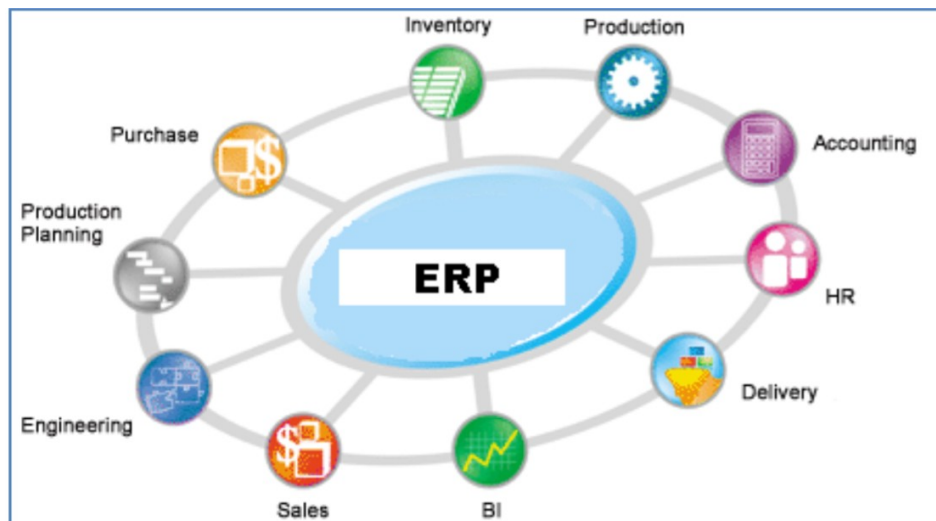 Inventory
Production
Purchase
Accounting
Production
Planning
ERP
HR
Delivery
Engineering
Sales
BI